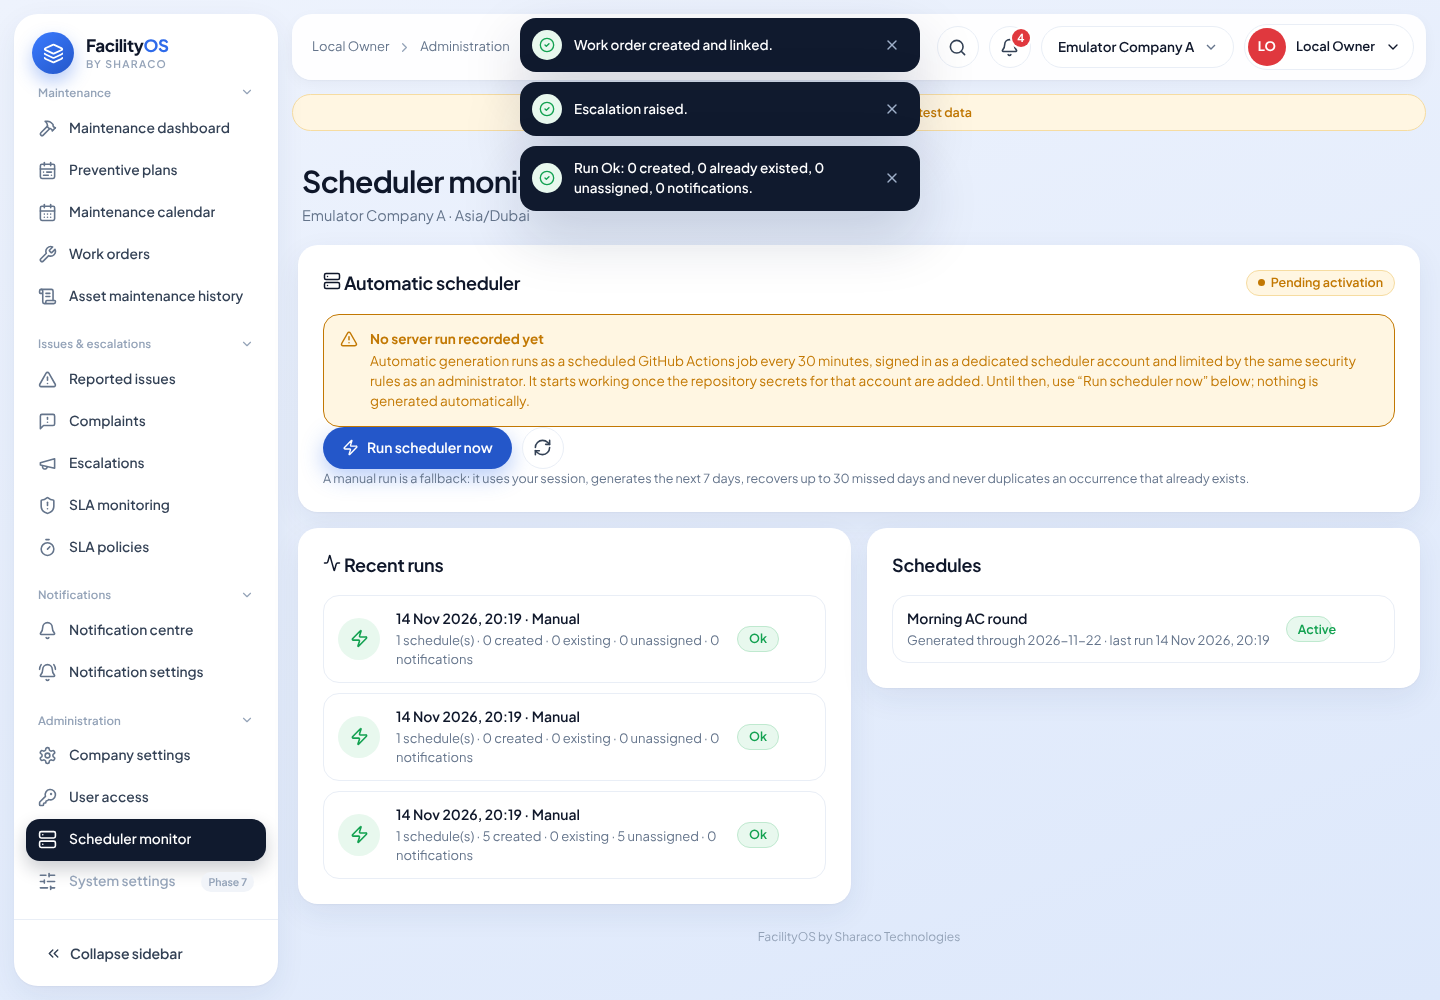 FacilityOS
BY SHARACO
Maintenance
Maintenance dashboard
Preventive plans
Maintenance calendar
Work orders
Asset maintenance history
Issues & escalations
Reported issues
Complaints
Escalations
SLA monitoring
SLA policies
Notifications
Notification centre
Notification settings
Administration
Company settings
User access
Scheduler monitor
System settings
Phase 7
Collapse sidebar
Local Owner
Administration
4
Emulator Company A
LO
Local Owner
Work order created and linked.
Escalation raised.
Run Ok: 0 created, 0 already existed, 0
unassigned, 0 notifications.
test data
Scheduler monit
Emulator Company A · Asia/Dubai
Automatic scheduler
Pending activation
No server run recorded yet
Automatic generation runs as a scheduled GitHub Actions job every 30 minutes, signed in as a dedicated scheduler account and limited by the same security
rules as an administrator. It starts working once the repository secrets for that account are added. Until then, use “Run scheduler now” below; nothing is
generated automatically.
Run scheduler now
A manual run is a fallback: it uses your session, generates the next 7 days, recovers up to 30 missed days and never duplicates an occurrence that already exists.
Recent runs
14 Nov 2026, 20:19 · Manual
1 schedule(s) · 0 created · 0 existing · 0 unassigned · 0
notifications
Ok
14 Nov 2026, 20:19 · Manual
1 schedule(s) · 0 created · 0 existing · 0 unassigned · 0
notifications
Ok
14 Nov 2026, 20:19 · Manual
1 schedule(s) · 5 created · 0 existing · 5 unassigned · 0
notifications
Ok
Schedules
Morning AC round
Generated through 2026-11-22 · last run 14 Nov 2026, 20:19
Active
FacilityOS by Sharaco Technologies